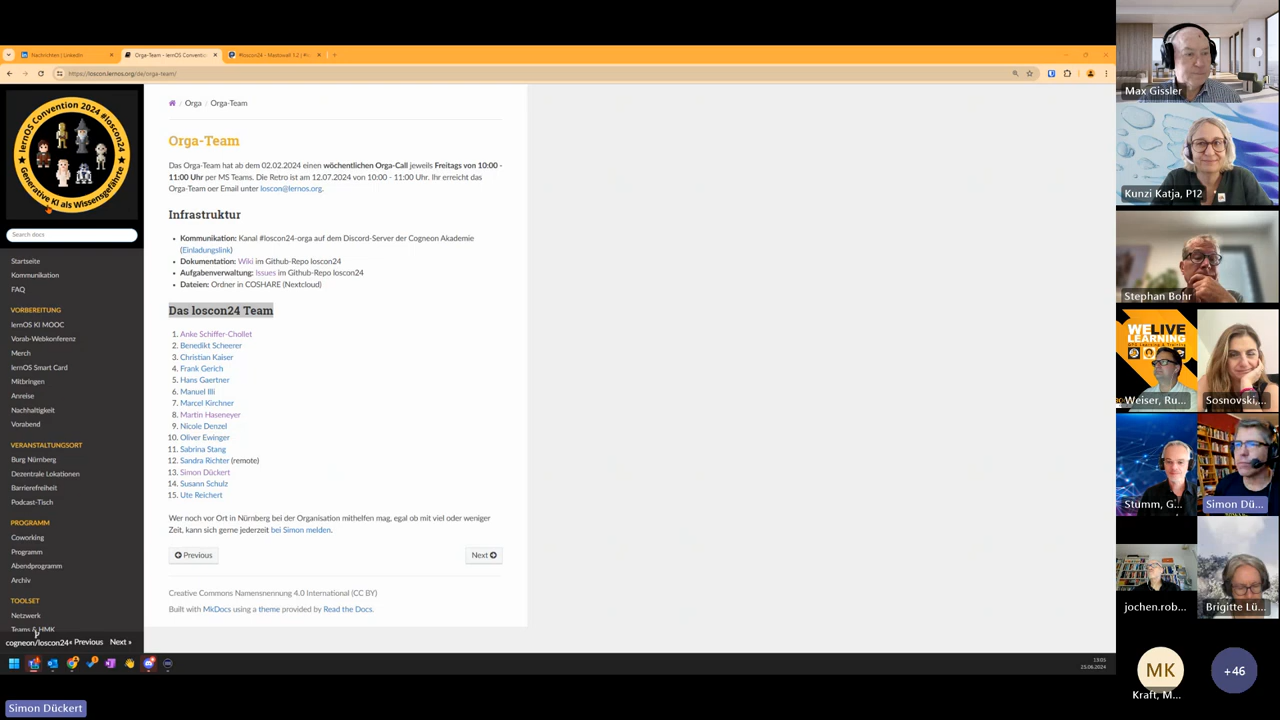 Nachrichten | LinkedIn
Orga-Team - lernOS Convention
#loscon24 - Mastowall 1.2
https://loscon.lernos.org/de/orga-team/
lernOS Convention 2024 #loscon24
Generative KI als Wissensgefährte
Search docs
Startseite
Kommunikation
FAQ
VORBEREITUNG
lernOS KI MOOC
Vorab-Webkonferenz
Merch
lernOS Smart Card
Mitbringen
Anreise
Nachhaltigkeit
Vorabend
VERANSTALTUNGSORT
Burg Nürnberg
Dezentrale Lokationen
Barrierefreiheit
Podcast-Tisch
PROGRAMM
Coworking
Programm
Abendprogramm
Archiv
TOOLSET
Netzwerk
Teams & HMK
cogneon/loscon24 « Previous Next »
/ Orga / Orga-Team
Orga-Team
Das Orga-Team hat ab dem 02.02.2024 einen wöchentlichen Orga-Call jeweils Freitags von 10:00 -
11:00 Uhr per MS Teams. Die Retro ist am 12.07.2024 von 10:00 - 11:00 Uhr. Ihr erreicht das
Orga-Team oer Email unter loscon@lernos.org.
Infrastruktur
• Kommunikation: Kanal #loscon24-orga auf dem Discord-Server der Cogneon Akademie
(Einladungslink)
• Dokumentation: Wiki im Github-Repo loscon24
• Aufgabenverwaltung: Issues im Github-Repo loscon24
• Dateien: Ordner in COSHARE (Nextcloud)
Das loscon24 Team
1. Anke Schiffer-Chollet
2. Benedikt Scheerer
3. Christian Kaiser
4. Frank Gerich
5. Hans Gaertner
6. Manuel Illi
7. Marcel Kirchner
8. Martin Haseneyer
9. Nicole Denzel
10. Oliver Ewinger
11. Sabrina Stang
12. Sandra Richter (remote)
13. Simon Dückert
14. Susann Schulz
15. Ute Reichert
Wer noch vor Ort in Nürnberg bei der Organisation mithelfen mag, egal ob mit viel oder weniger
Zeit, kann sich gerne jederzeit bei Simon melden.
Previous
Next
Creative Commons Namensnennung 4.0 International (CC BY)
Built with MkDocs using a theme provided by Read the Docs.
13:03
25.06.2024
Simon Dückert
Max Gissler
Kunzi Katja, P12
Stephan Bohr
WE LIVE
LEARNING
Weiser, Ru...
Sosnovski,...
Stumm, G...
Simon Dü...
jochen.rob...
Brigitte Lü...
MK
Kraft, M...
+46